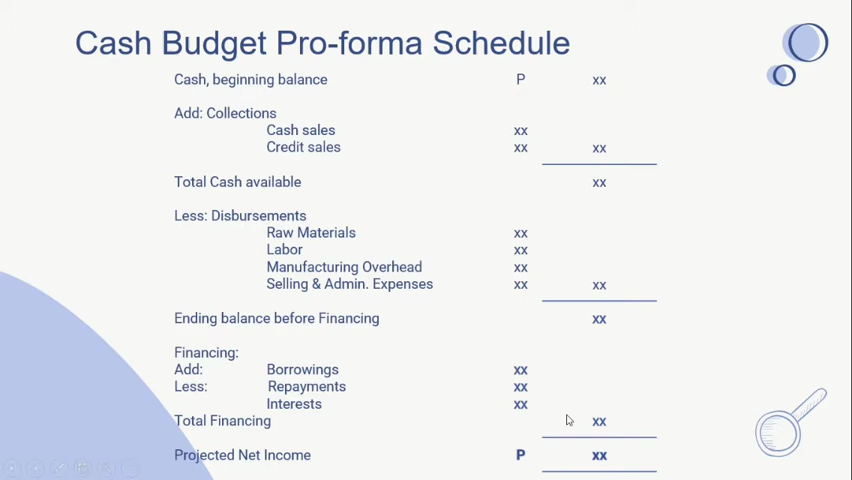 Cash Budget Pro-forma Schedule
Cash, beginning balance P xx
Add: Collections
Cash sales xx
Credit sales xx xx
Total Cash available xx
Less: Disbursements
Raw Materials xx
Labor xx
Manufacturing Overhead xx
Selling & Admin. Expenses xx xx
Ending balance before Financing xx
Financing:
Add: Borrowings xx
Less: Repayments xx
Interests xx
Total Financing xx
Projected Net Income P xx